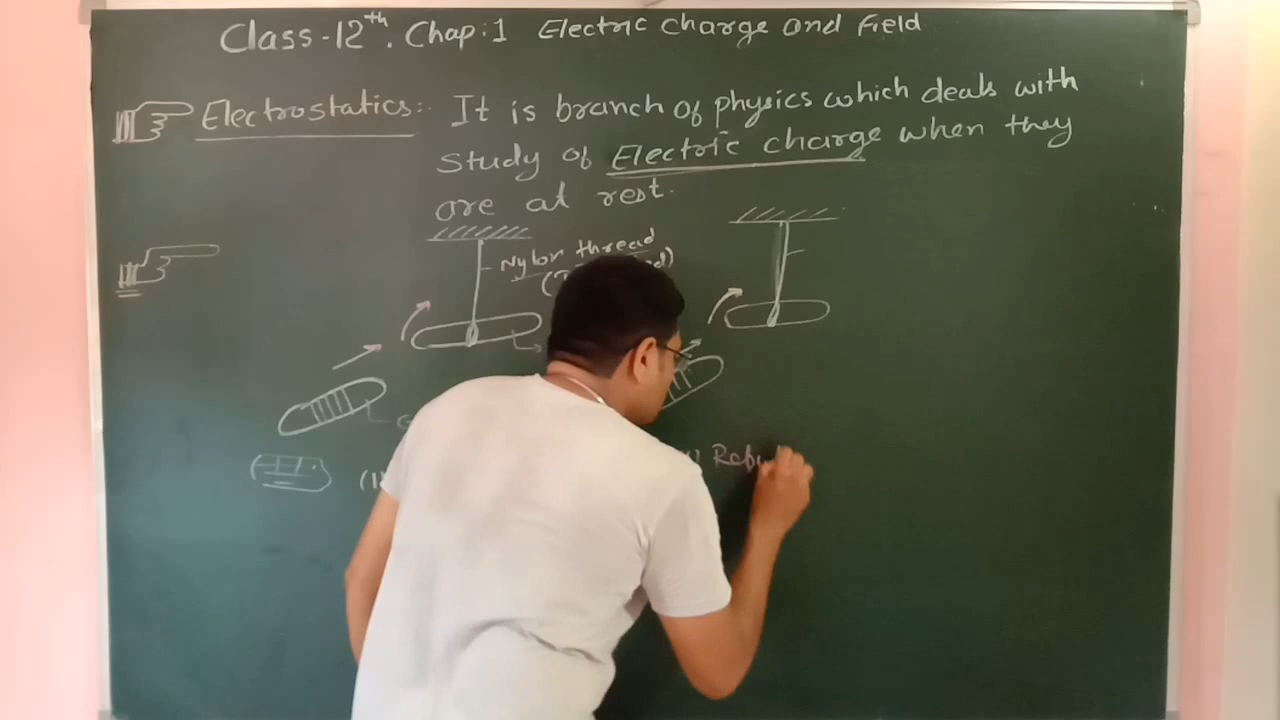 Class-12th. Chap:1 Electric Charge and Field
Electrostatics:- It is branch of physics which deals with
study of Electric charge when they
are at rest.
Nylon thread
(1)